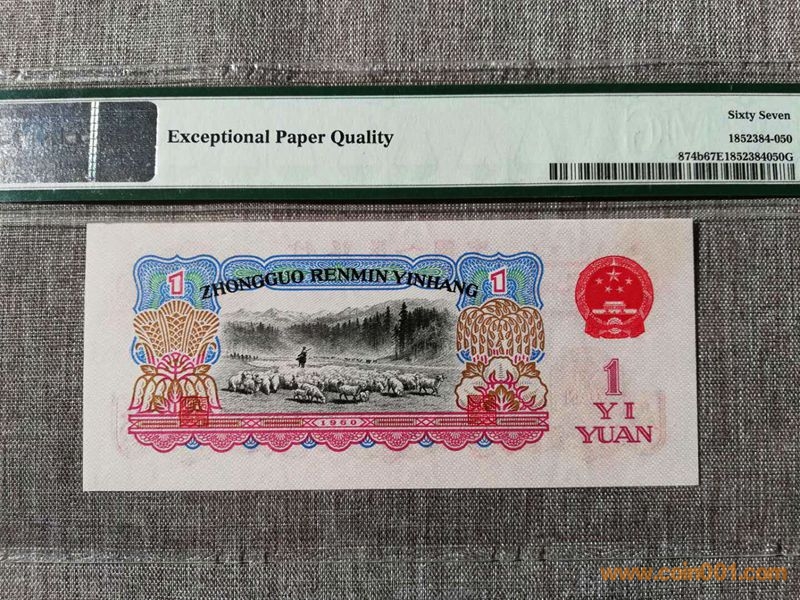 Sixty Seven
Exceptional Paper Quality
1852384-050
874b67E1852384050G
1 ZHONGGUO RENMIN YINHANG 1
1
YI
YUAN
1960
www.coin001.com